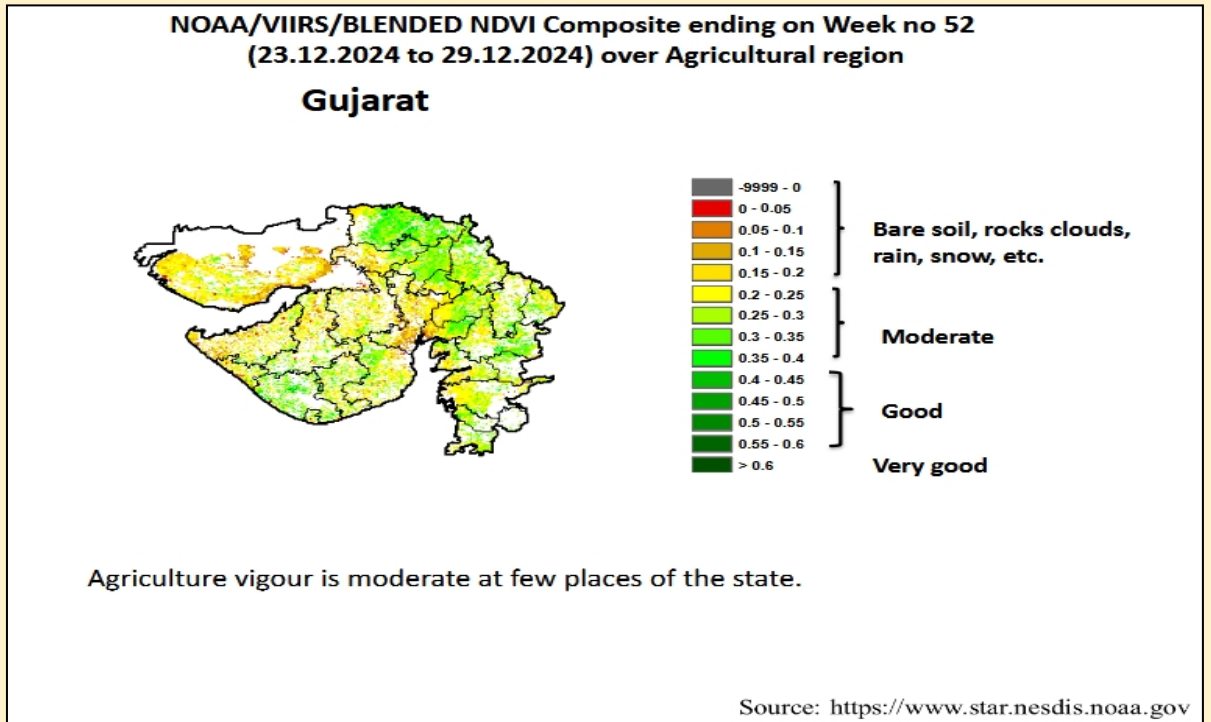 NOAA/VIIRS/BLENDED NDVI Composite ending on Week no 52
(23.12.2024 to 29.12.2024) over Agricultural region
Gujarat
-9999 - 0
0 - 0.05
0.05 - 0.1
0.1 - 0.15
0.15 - 0.2
Bare soil, rocks clouds,
rain, snow, etc.
0.2 - 0.25
0.25 - 0.3
0.3 - 0.35
0.35 - 0.4
Moderate
0.4 - 0.45
0.45 - 0.5
0.5 - 0.55
0.55 - 0.6
Good
> 0.6
Very good
Agriculture vigour is moderate at few places of the state.
Source: https://www.star.nesdis.noaa.gov